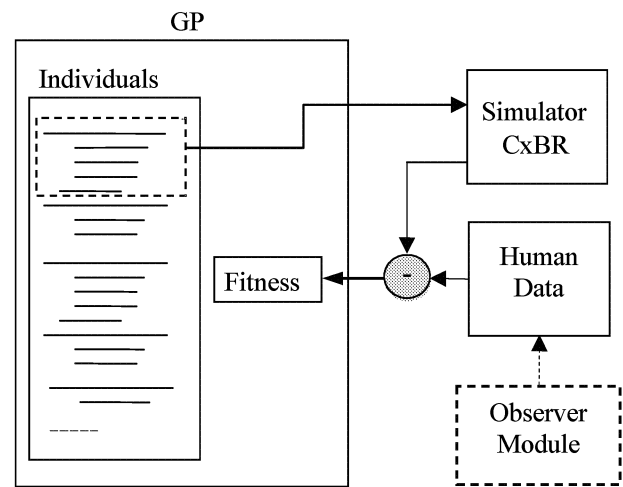 GP
Individuals
Simulator
CxBR
Fitness
-
Human
Data
Observer
Module